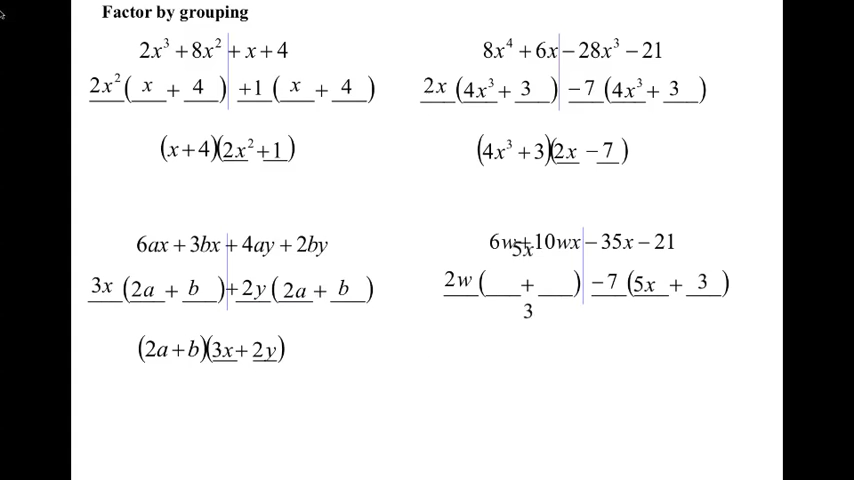 Factor by grouping
2x³ + 8x² + x + 4
2x² ( x + 4 ) +1 ( x + 4 )
(x + 4)(2x² + 1)
8x⁴ + 6x − 28x³ − 21
2x (4x³ + 3 ) −7 (4x³ + 3 )
(4x³ + 3)(2x − 7)
6ax + 3bx + 4ay + 2by
3x (2a + b ) + 2y (2a + b )
(2a + b)(3x + 2y)
6w + 10wx − 35x − 21
5x
2w ( + ) −7 (5x + 3 )
3